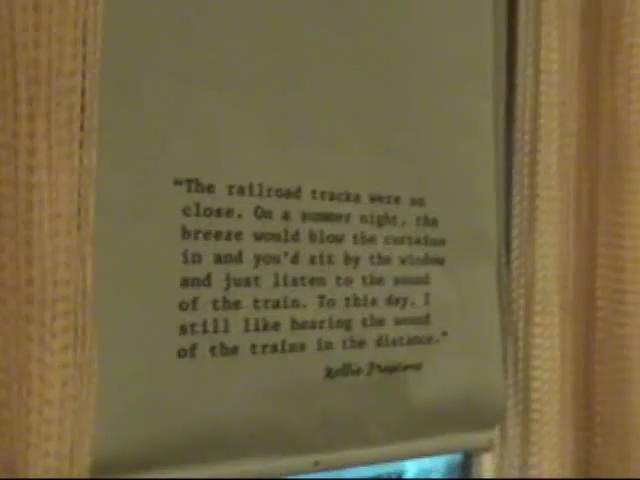 "The railroad tracks were so
close. On a summer night, the
breeze would blow the curtains
in and you'd sit by the window
and just listen to the sound
of the train. To this day, I
still like hearing the sound
of the trains in the distance."
Nellie